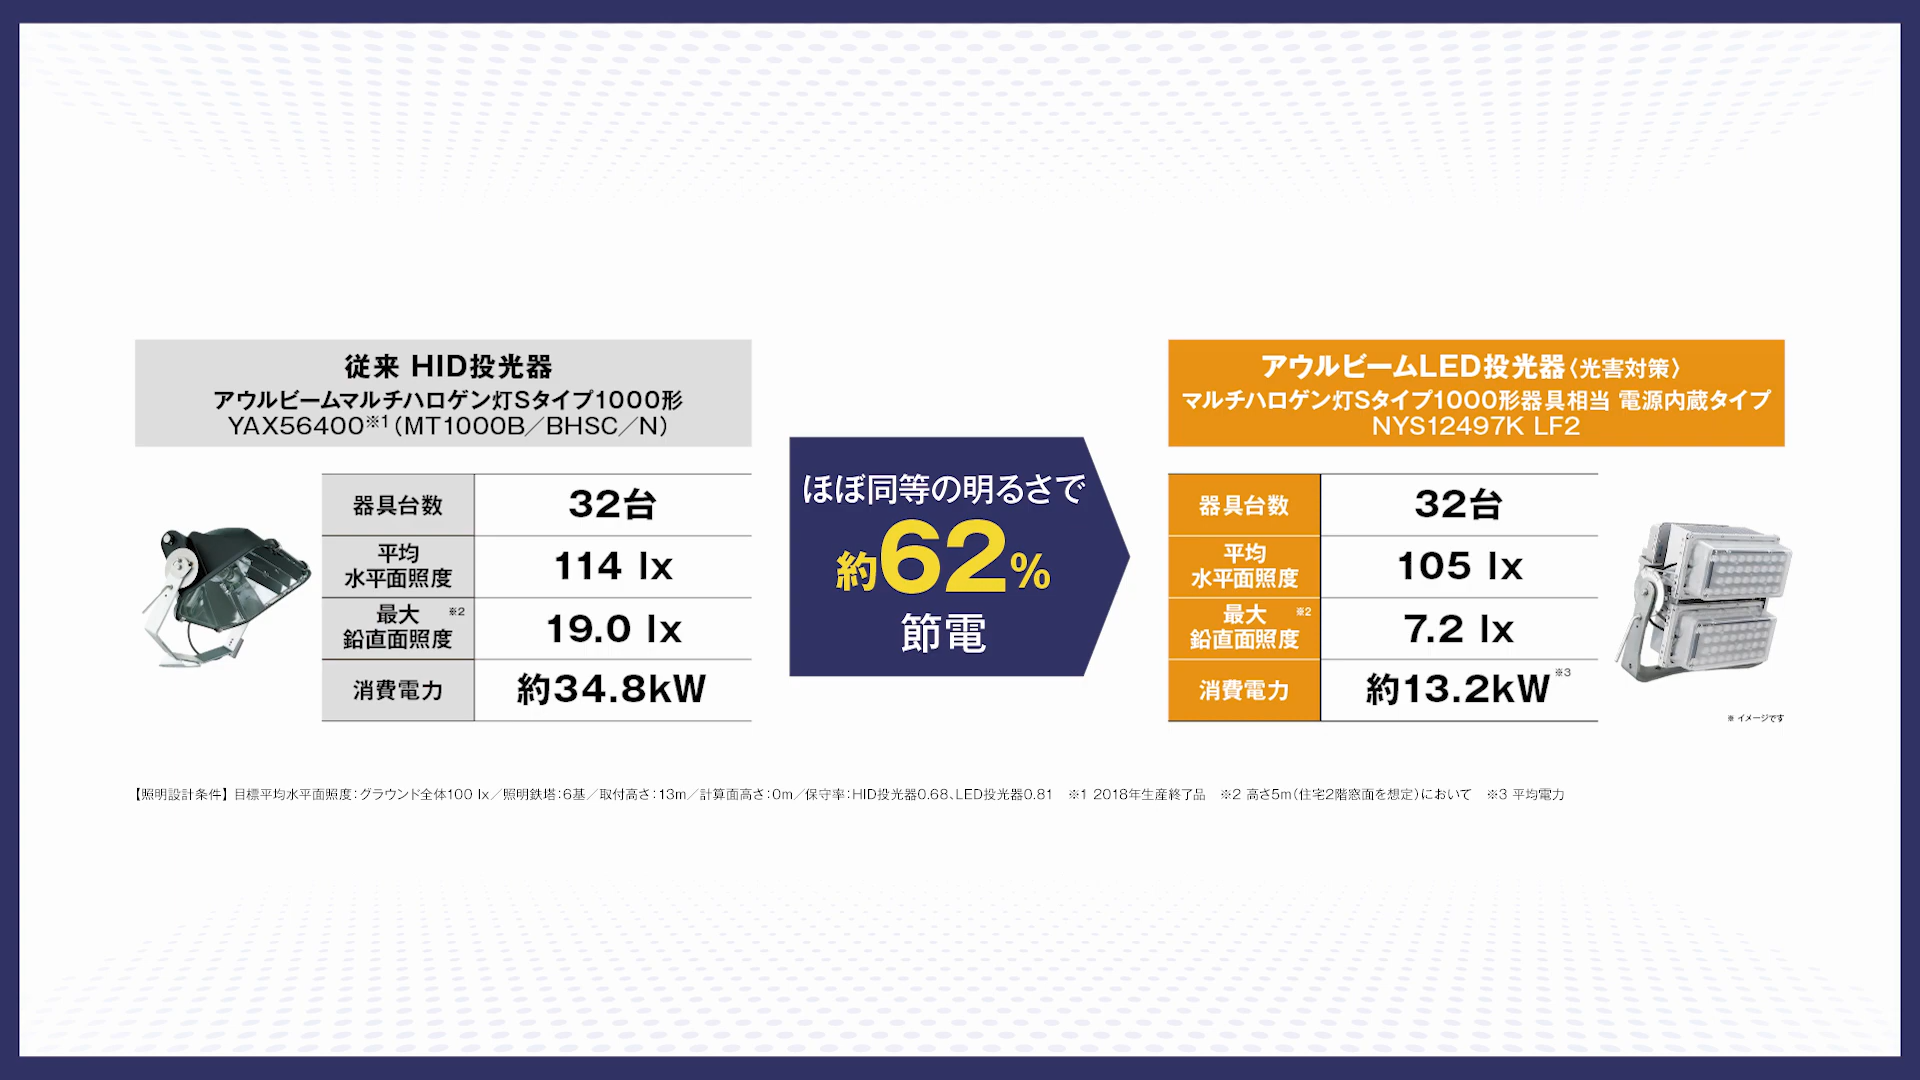 従来 HID投光器
アウルビームマルチハロゲン灯Sタイプ1000形
YAX56400※1（MT1000B／BHSC／N）
器具台数 32台
平均
水平面照度 114 lx
最大 ※2
鉛直面照度 19.0 lx
消費電力 約34.8kW
ほぼ同等の明るさで
約62%
節電
アウルビームLED投光器〈光害対策〉
マルチハロゲン灯Sタイプ1000形器具相当 電源内蔵タイプ
NYS12497K LF2
器具台数 32台
平均
水平面照度 105 lx
最大 ※2
鉛直面照度 7.2 lx
消費電力 約13.2kW ※3
※ イメージです
【照明設計条件】目標平均水平面照度：グラウンド全体100 lx／照明鉄塔：6基／取付高さ：13m／計算面高さ：0m／保守率：HID投光器0.68、LED投光器0.81 ※1 2018年生産終了品 ※2 高さ5m（住宅2階窓面を想定）において ※3 平均電力